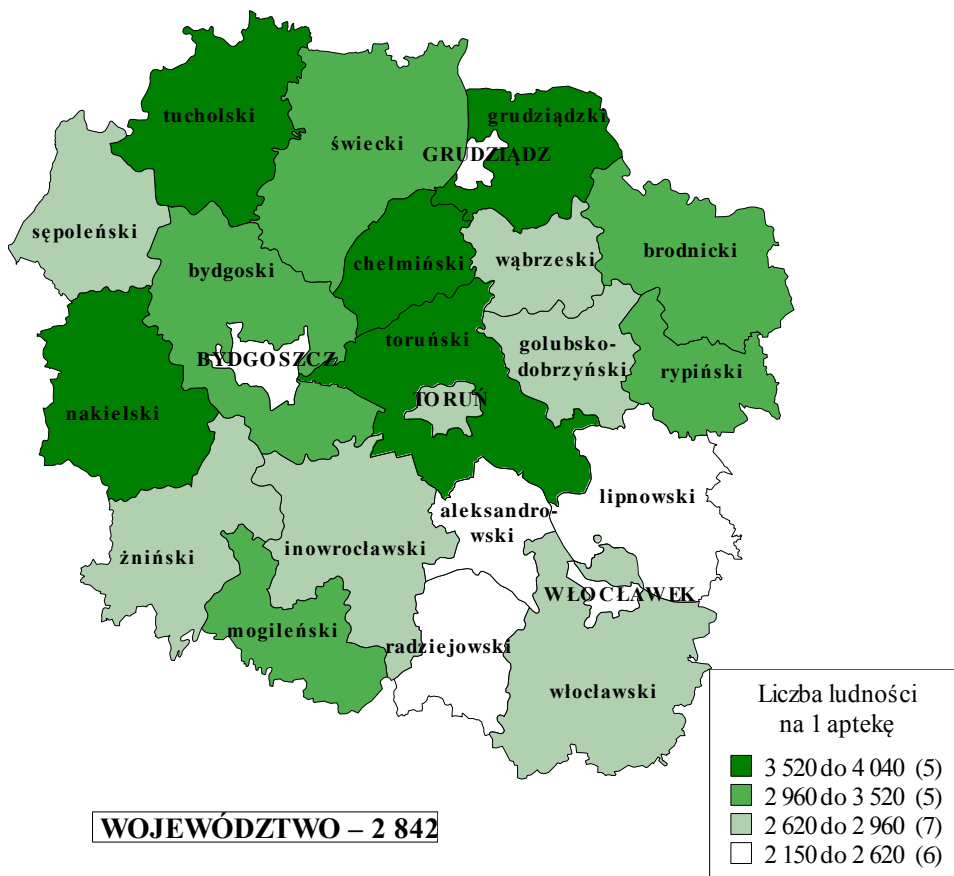 tucholski
grudziądzki
świecki
GRUDZIĄDZ
sępoleński
brodnicki
chełmiński
wąbrzeski
bydgoski
toruński
golubsko-
dobrzyński
BYDGOSZCZ
rypiński
nakielski
TORUŃ
lipnowski
aleksandro-
wski
żniński
inowrocławski
WŁOCŁAWEK
mogileński
radziejowski
włocławski
Liczba ludności
na 1 aptekę
3 520 do 4 040 (5)
2 960 do 3 520 (5)
2 620 do 2 960 (7)
2 150 do 2 620 (6)
WOJEWÓDZTWO – 2 842